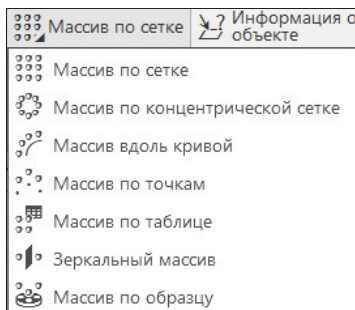 Массив по сетке
Информация о
объекте
Массив по сетке
Массив по концентрической сетке
Массив вдоль кривой
Массив по точкам
Массив по таблице
Зеркальный массив
Массив по образцу